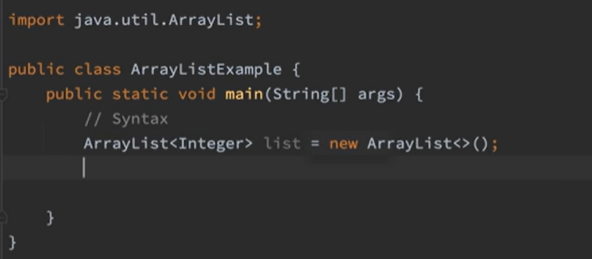 import java.util.ArrayList;
public class ArrayListExample {
public static void main(String[] args) {
// Syntax
ArrayList<Integer> list = new ArrayList<>();
}
}